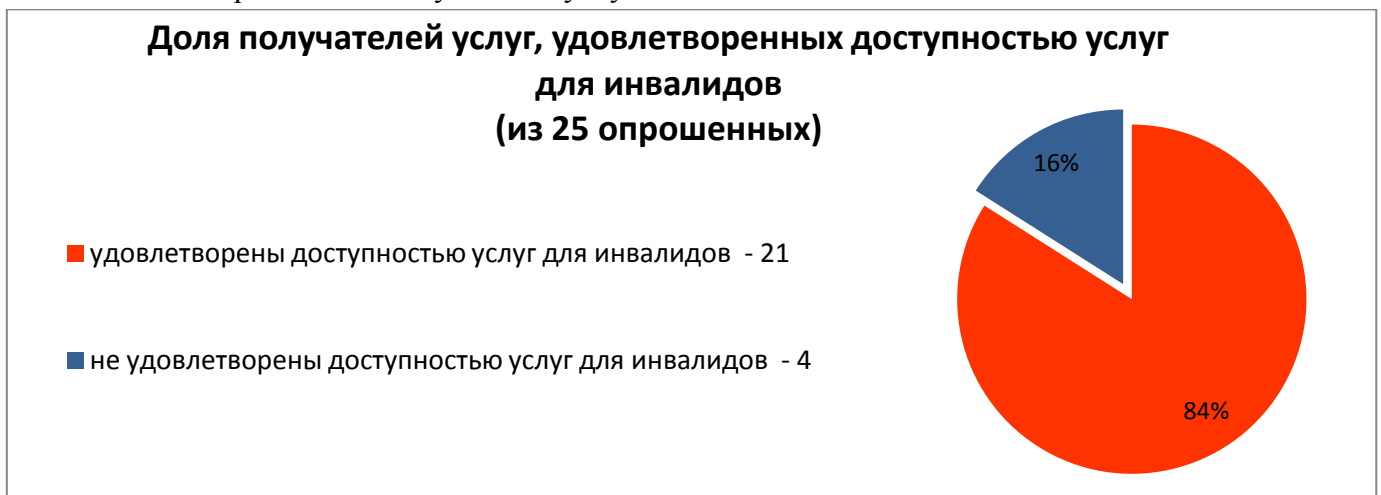 Доля получателей услуг, удовлетворенных доступностью услуг
для инвалидов
(из 25 опрошенных)
16%
удовлетворены доступностью услуг для инвалидов - 21
не удовлетворены доступностью услуг для инвалидов - 4
84%